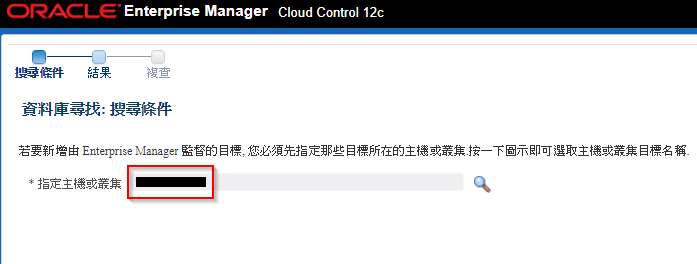 ORACLE Enterprise Manager Cloud Control 12c
搜尋條件 結果 複查
資料庫尋找: 搜尋條件
若要新增由 Enterprise Manager 監督的目標, 您必須先指定那些目標所在的主機或叢集.按一下圖示即可選取主機或叢集目標名稱.
* 指定主機或叢集